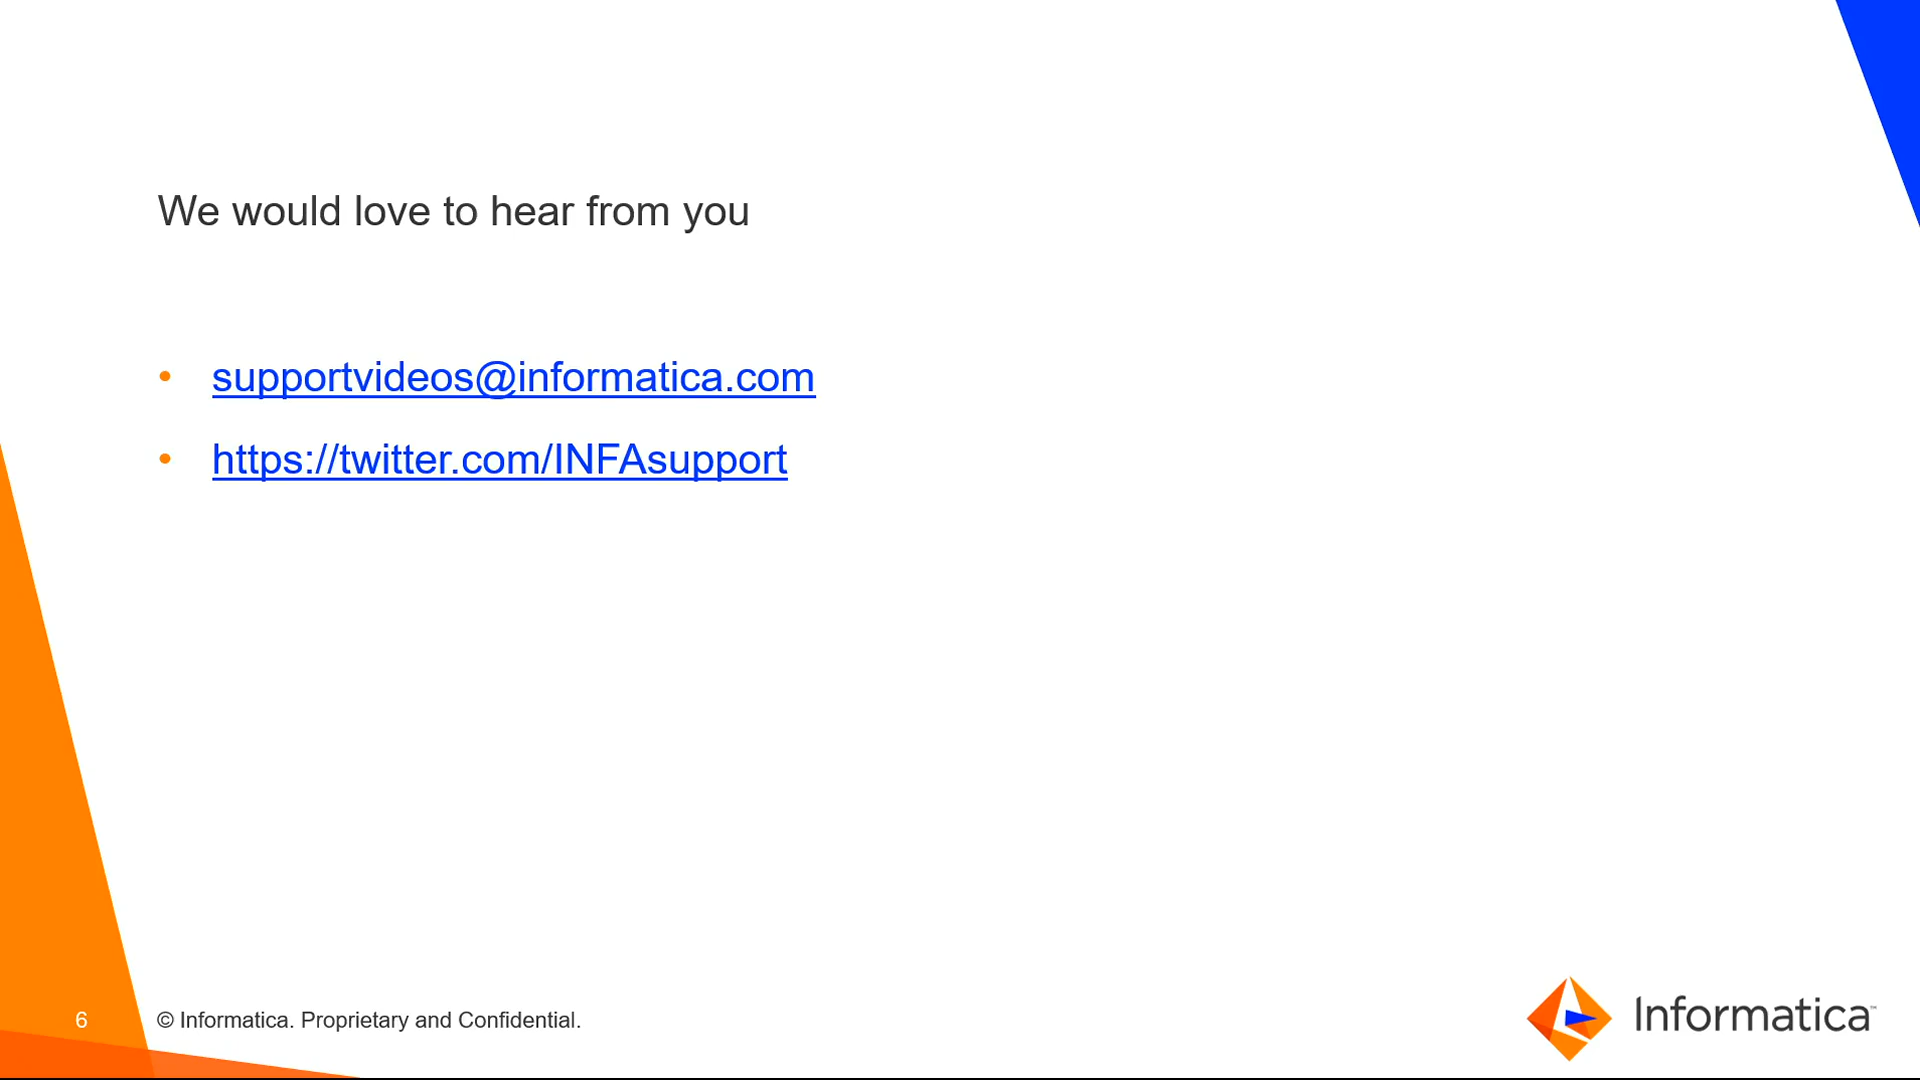 We would love to hear from you
• supportvideos@informatica.com
• https://twitter.com/INFAsupport
6 © Informatica. Proprietary and Confidential.
Informatica™